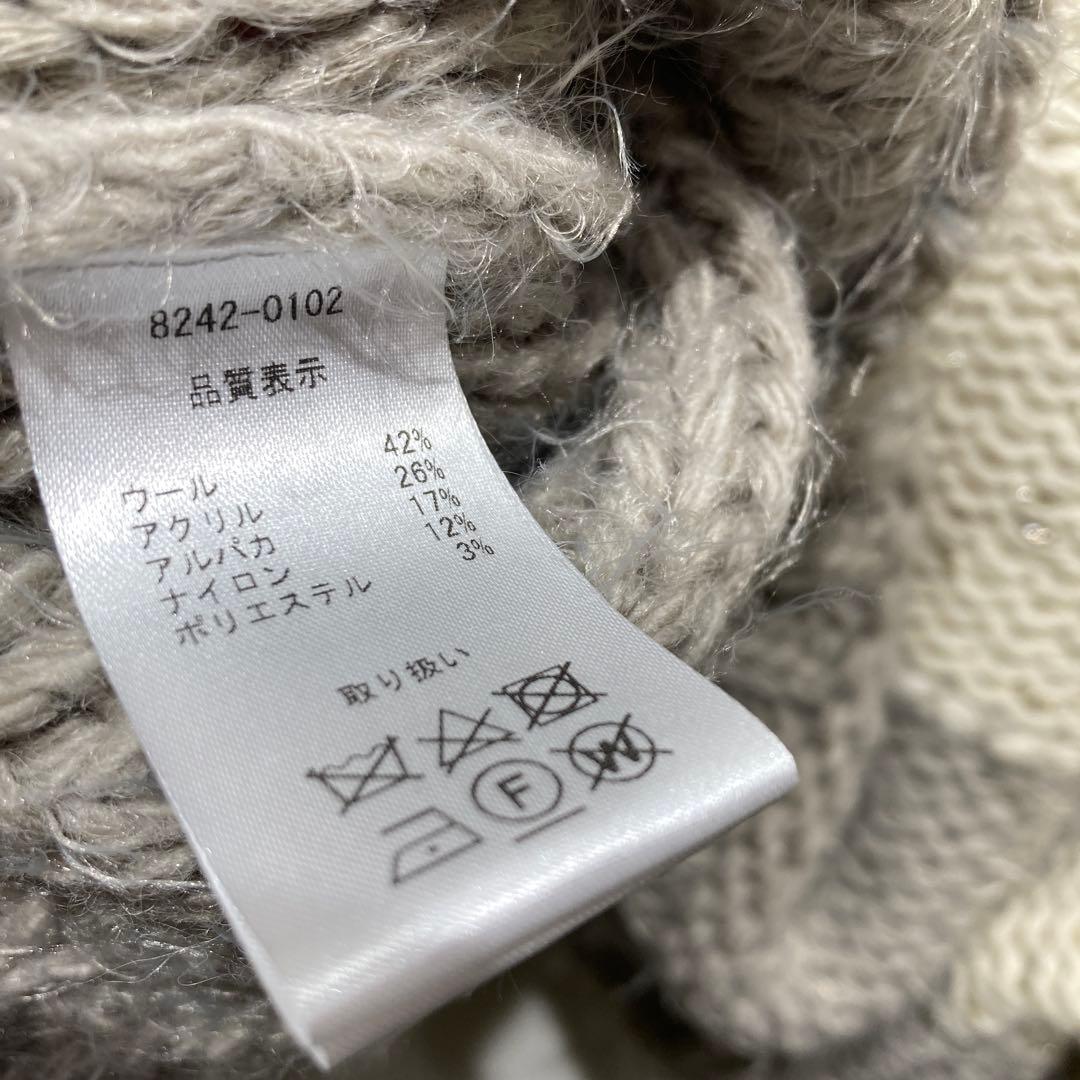 8242-0102
品質表示
ウール 42%
アクリル 26%
アルパカ 17%
ナイロン 12%
ポリエステル 3%
取り扱い
F W